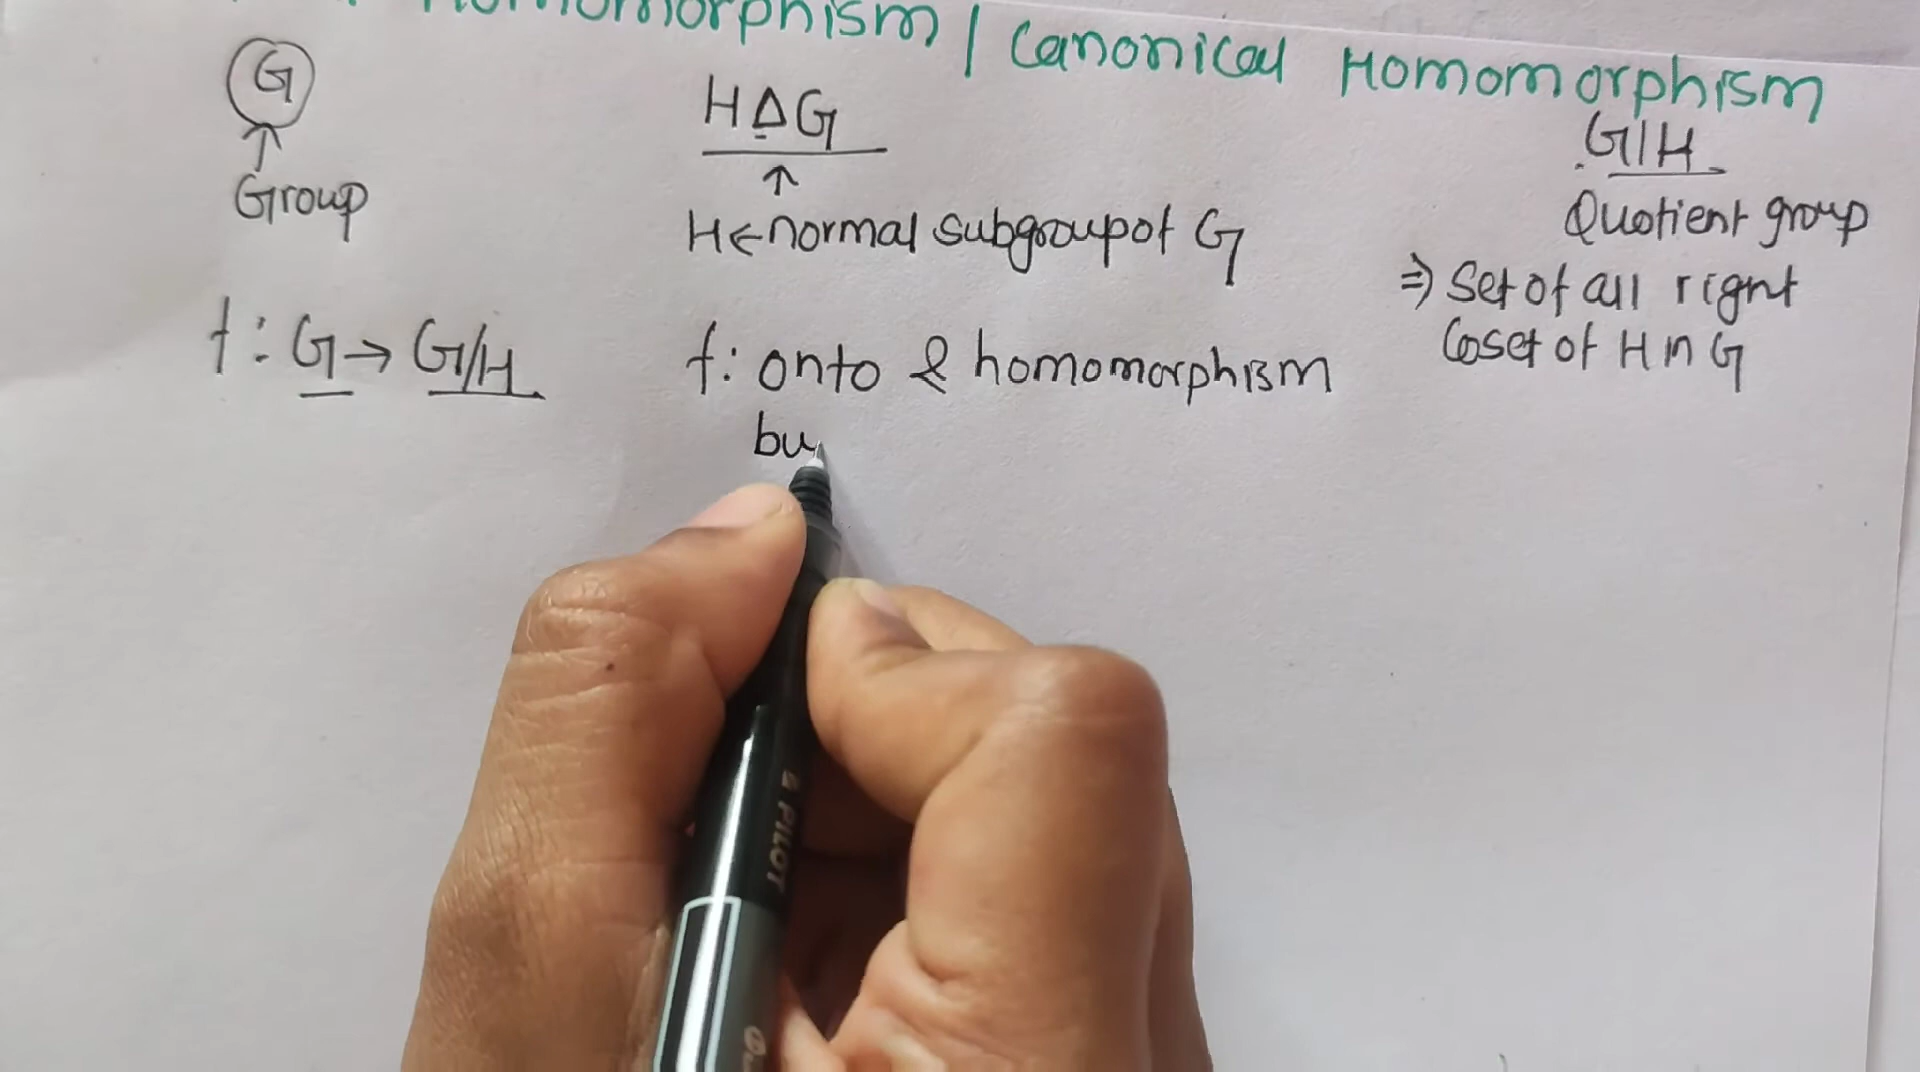 Homomorphism / Canonical Homomorphism
G
Group
H Δ G
H ← normal subgroup of G
G/H
Quotient group
⇒ Set of all right
Coset of H in G
f : G → G/H
f : onto & homomorphism
bu
PILOT